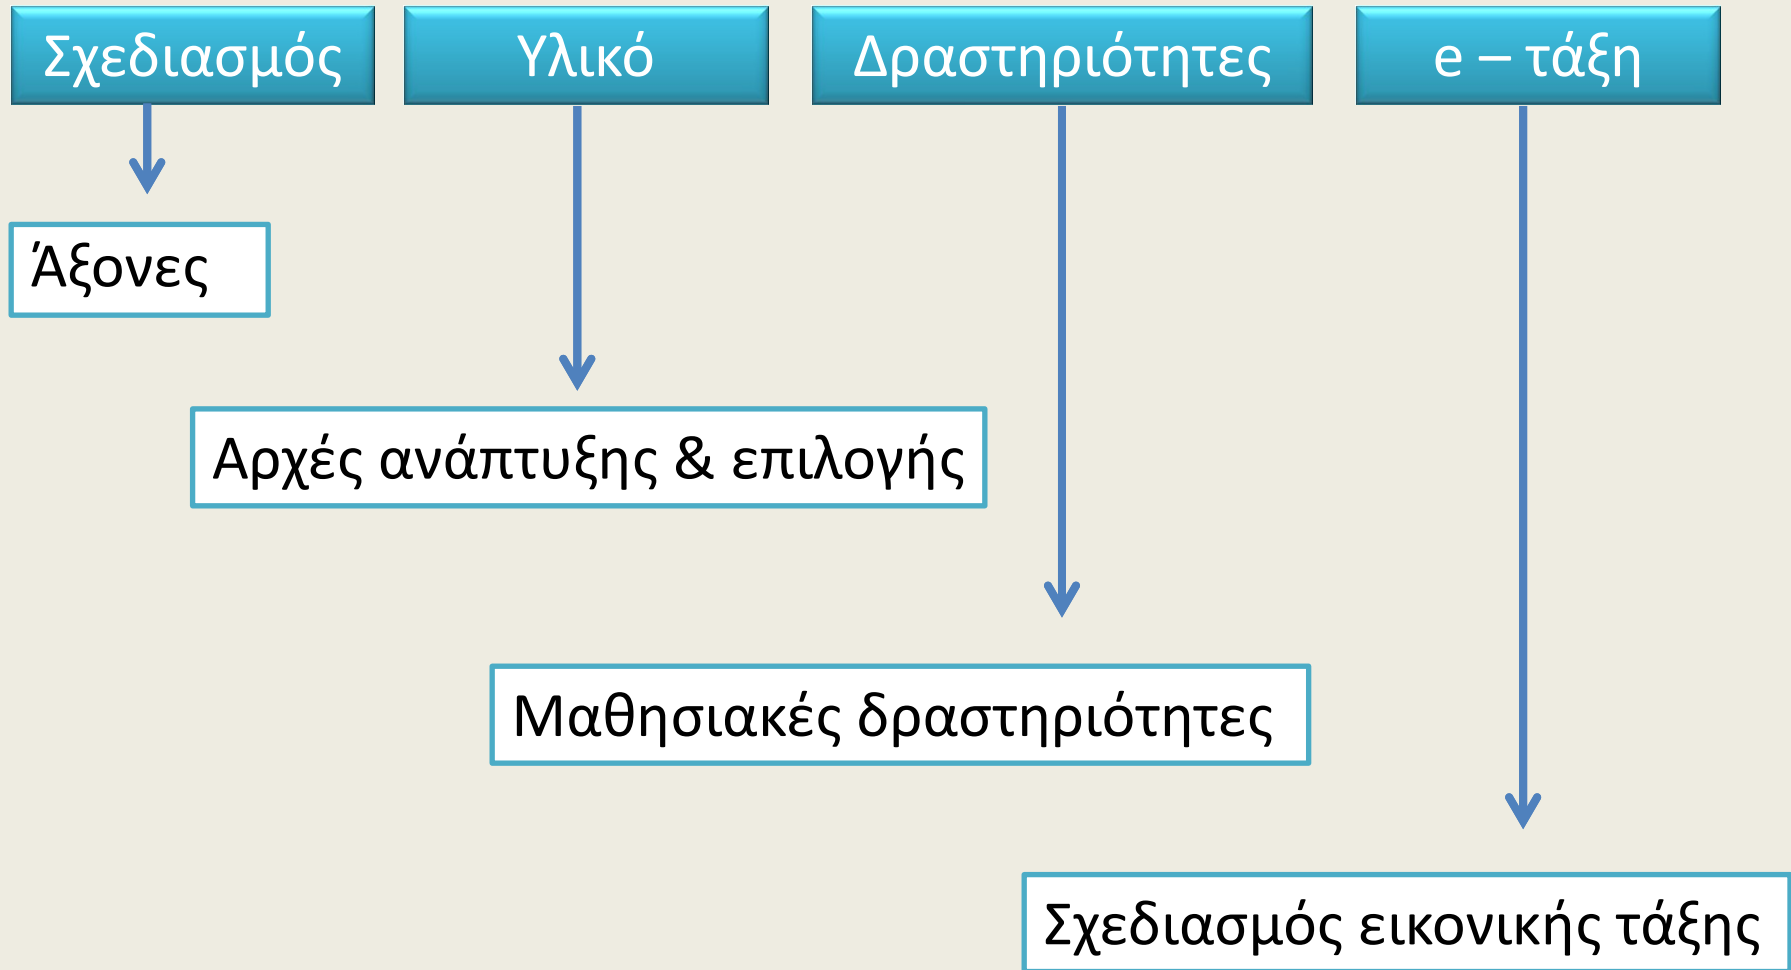 Σχεδιασμός
Υλικό
Δραστηριότητες
e – τάξη
Άξονες
Αρχές ανάπτυξης & επιλογής
Μαθησιακές δραστηριότητες
Σχεδιασμός εικονικής τάξης